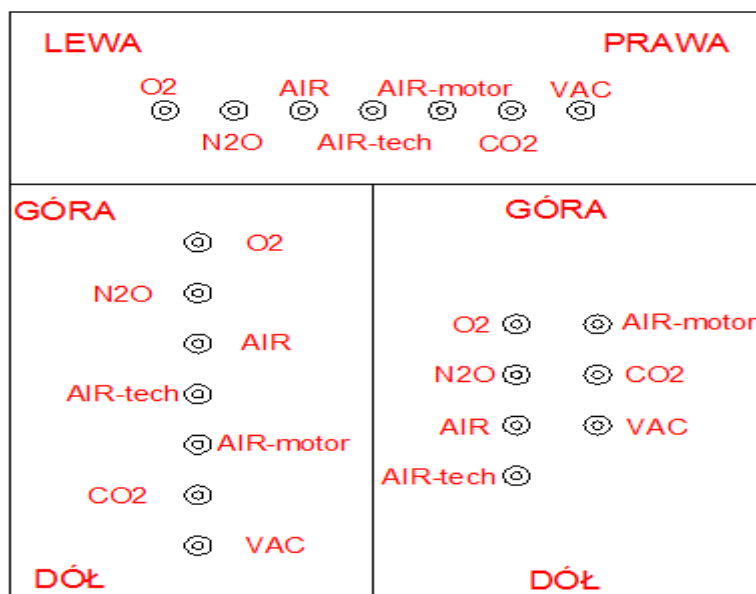 LEWA PRAWA
O2 AIR AIR-motor VAC
N2O AIR-tech CO2
GÓRA
O2
N2O
AIR
AIR-tech
AIR-motor
CO2
VAC
DÓŁ
GÓRA
O2 AIR-motor
N2O CO2
AIR VAC
AIR-tech
DÓŁ